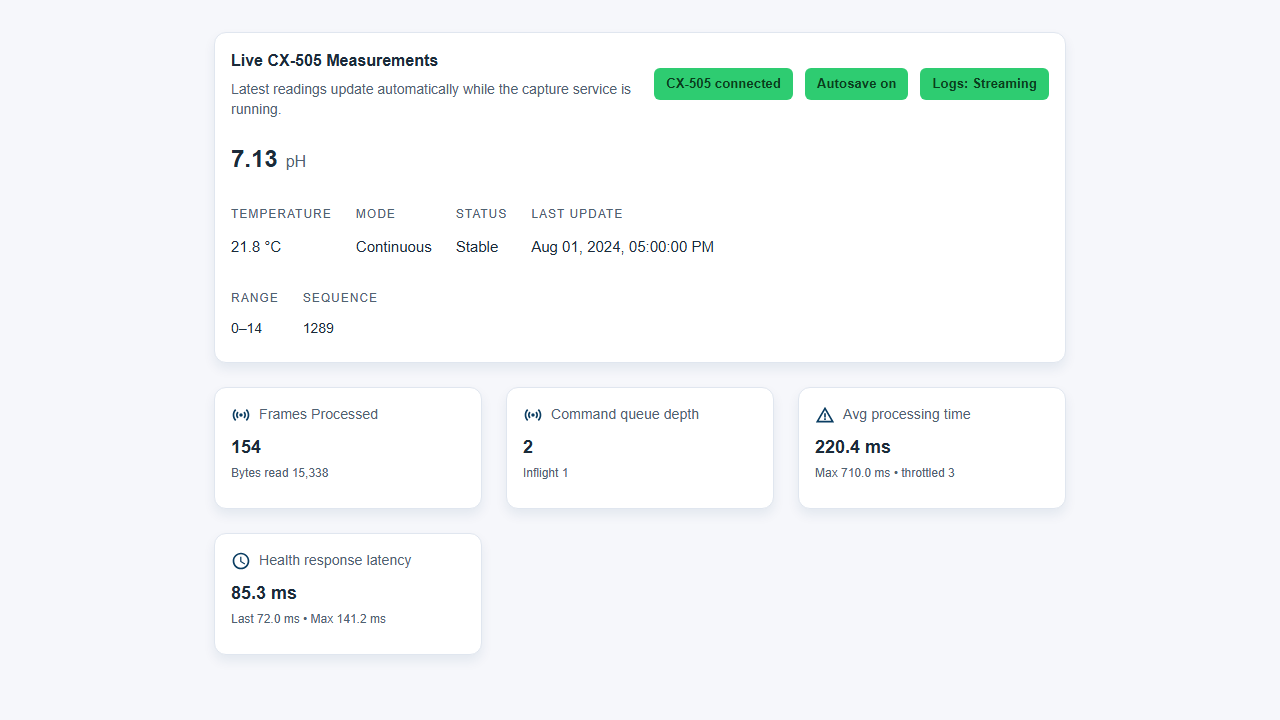 Live CX-505 Measurements
Latest readings update automatically while the capture service is
running.
CX-505 connected
Autosave on
Logs: Streaming
7.13 pH
TEMPERATURE MODE STATUS LAST UPDATE
21.8 °C Continuous Stable Aug 01, 2024, 05:00:00 PM
RANGE SEQUENCE
0–14 1289
Frames Processed
154
Bytes read 15,338
Command queue depth
2
Inflight 1
Avg processing time
220.4 ms
Max 710.0 ms • throttled 3
Health response latency
85.3 ms
Last 72.0 ms • Max 141.2 ms